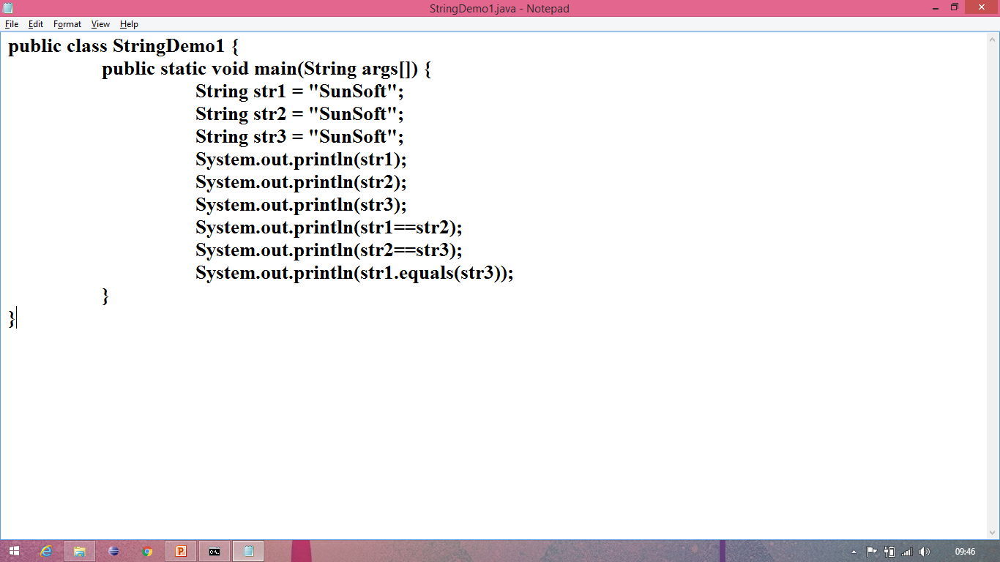 StringDemo1.java - Notepad
File Edit Format View Help
public class StringDemo1 {
public static void main(String args[]) {
String str1 = "SunSoft";
String str2 = "SunSoft";
String str3 = "SunSoft";
System.out.println(str1);
System.out.println(str2);
System.out.println(str3);
System.out.println(str1==str2);
System.out.println(str2==str3);
System.out.println(str1.equals(str3));
}
}
09:46